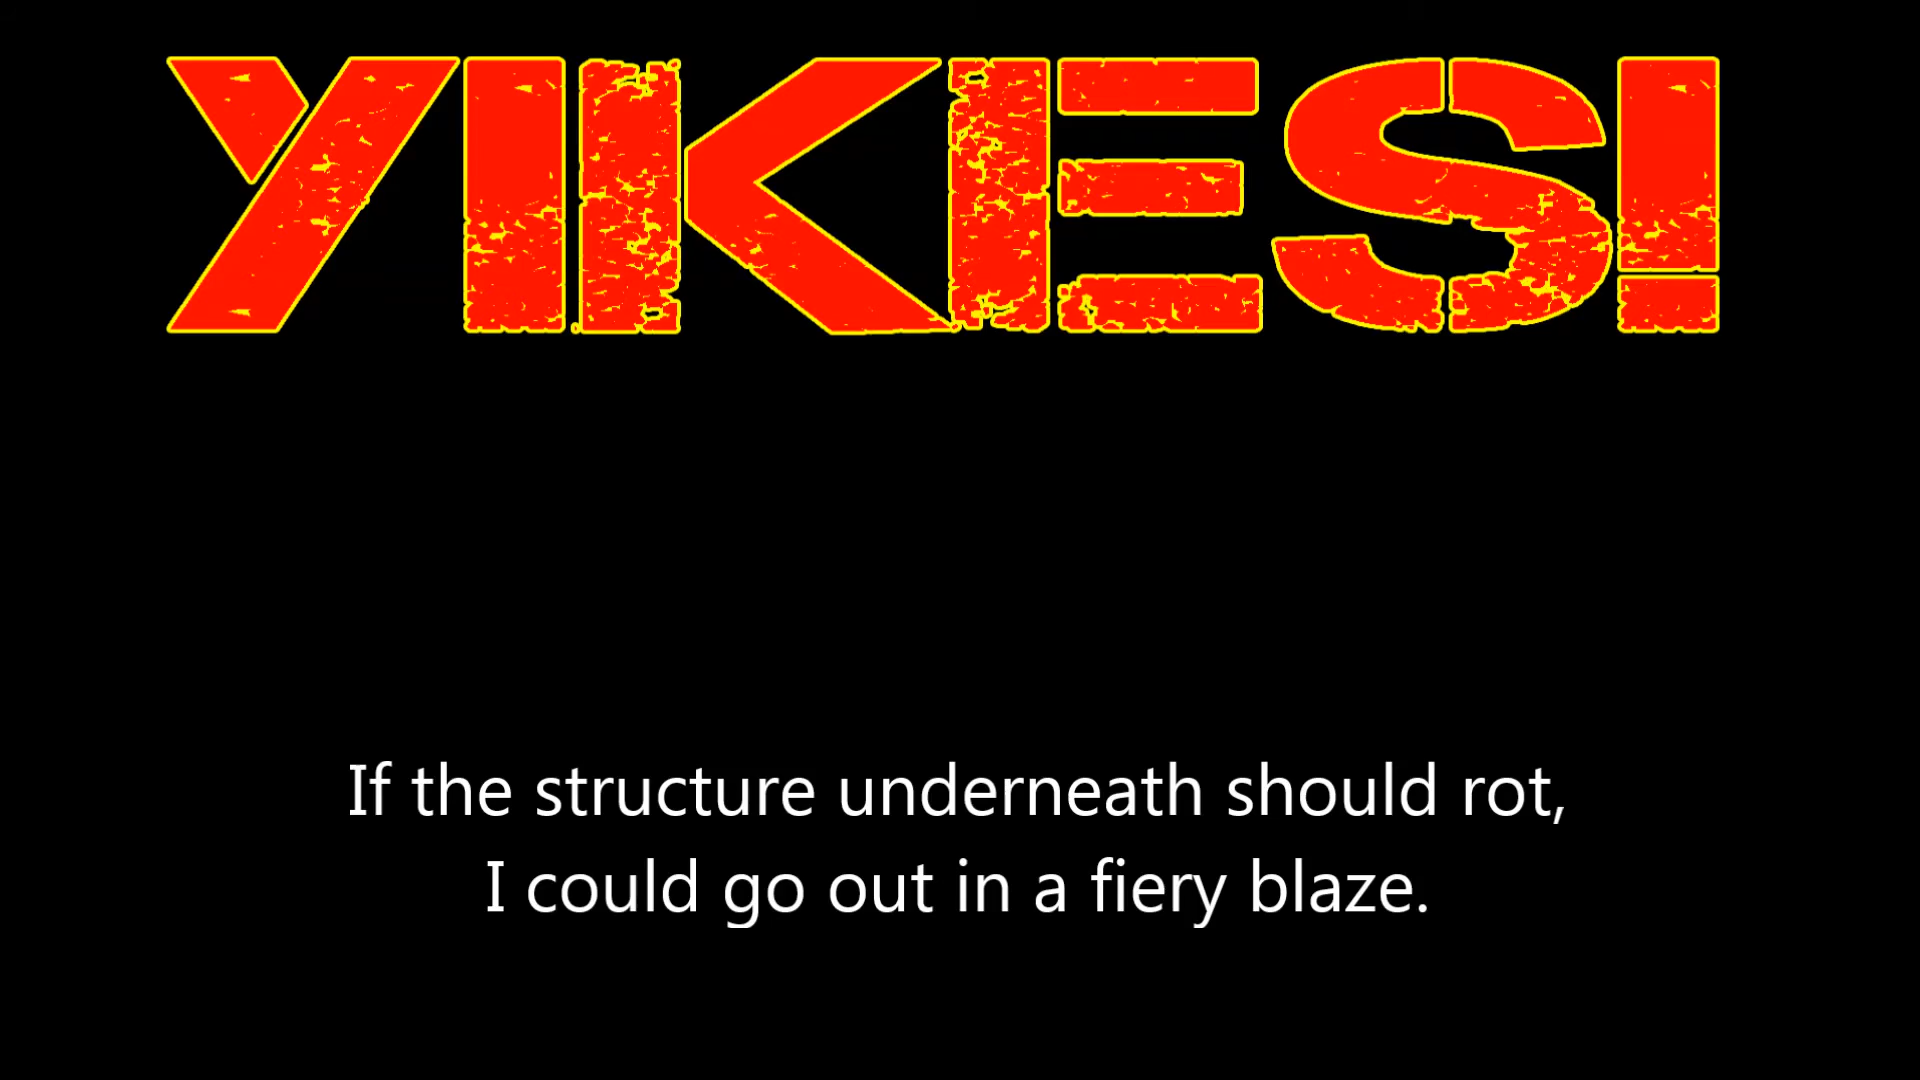 YIKES!
If the structure underneath should rot,
I could go out in a fiery blaze.